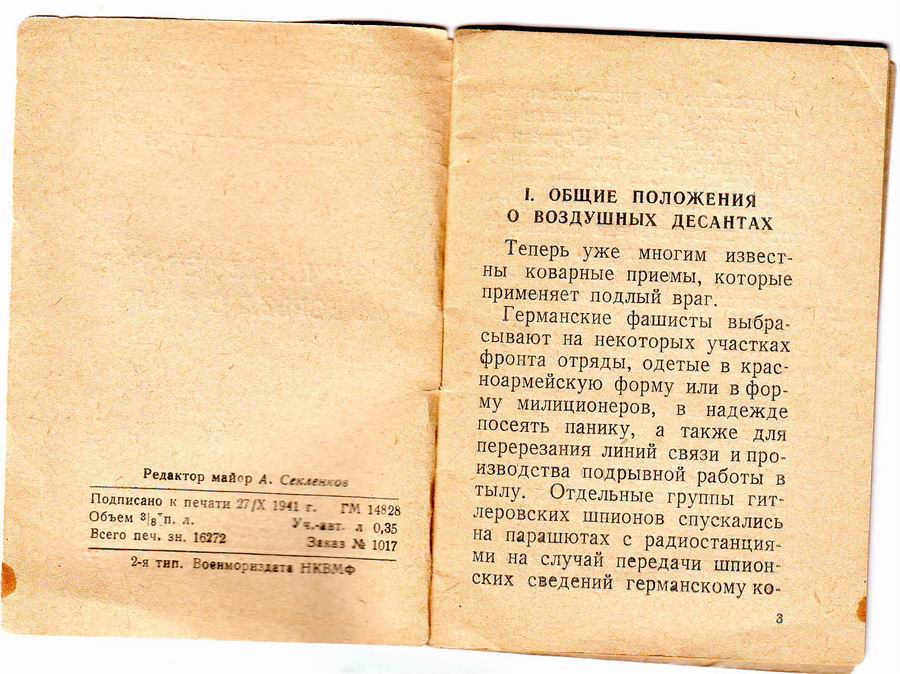 Редактор майор А. Секленков
Подписано к печати 27/X 1941 г. ГМ 14828
Объем 3/8 п. л. Уч.-авт. л 0,35
Всего печ. зн. 16272 Заказ № 1017
2-я тип. Военмориздата НКВМФ
I. ОБЩИЕ ПОЛОЖЕНИЯ
О ВОЗДУШНЫХ ДЕСАНТАХ
Теперь уже многим извест-
ны коварные приемы, которые
применяет подлый враг.
Германские фашисты выбра-
сывают на некоторых участках
фронта отряды, одетые в крас-
ноармейскую форму или в фор-
му милиционеров, в надежде
посеять панику, а также для
перерезания линий связи и про-
изводства подрывной работы в
тылу. Отдельные группы гит-
леровских шпионов спускались
на парашютах с радиостанция-
ми на случай передачи шпион-
ских сведений германскому ко-
3